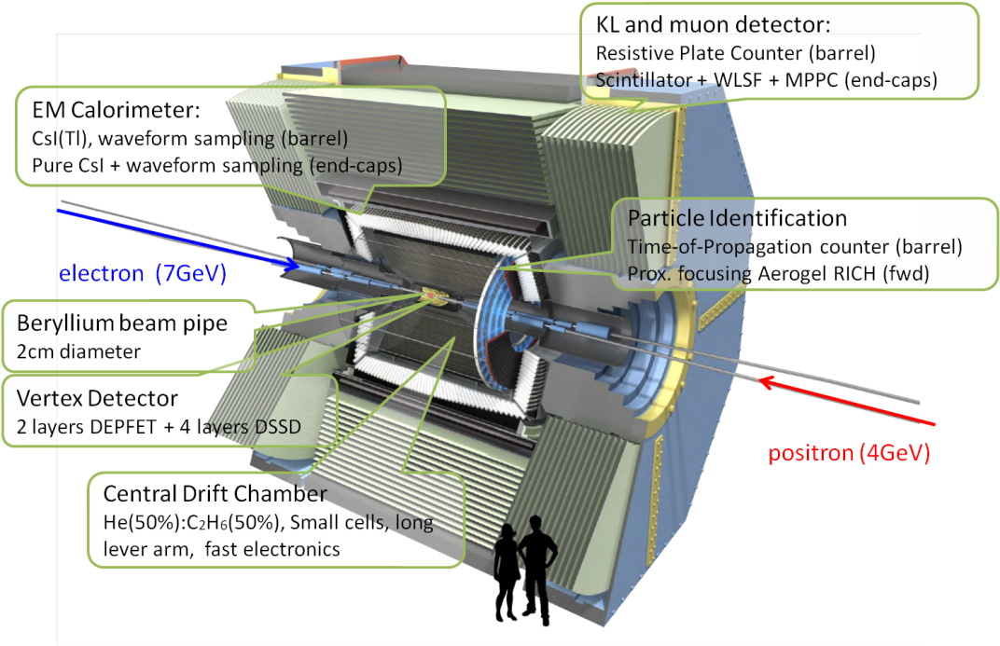 KL and muon detector:
Resistive Plate Counter (barrel)
Scintillator + WLSF + MPPC (end-caps)
EM Calorimeter:
CsI(Tl), waveform sampling (barrel)
Pure CsI + waveform sampling (end-caps)
Particle Identification
Time-of-Propagation counter (barrel)
Prox. focusing Aerogel RICH (fwd)
electron (7GeV)
Beryllium beam pipe
2cm diameter
Vertex Detector
2 layers DEPFET + 4 layers DSSD
positron (4GeV)
Central Drift Chamber
He(50%):C₂H₆(50%), Small cells, long
lever arm, fast electronics